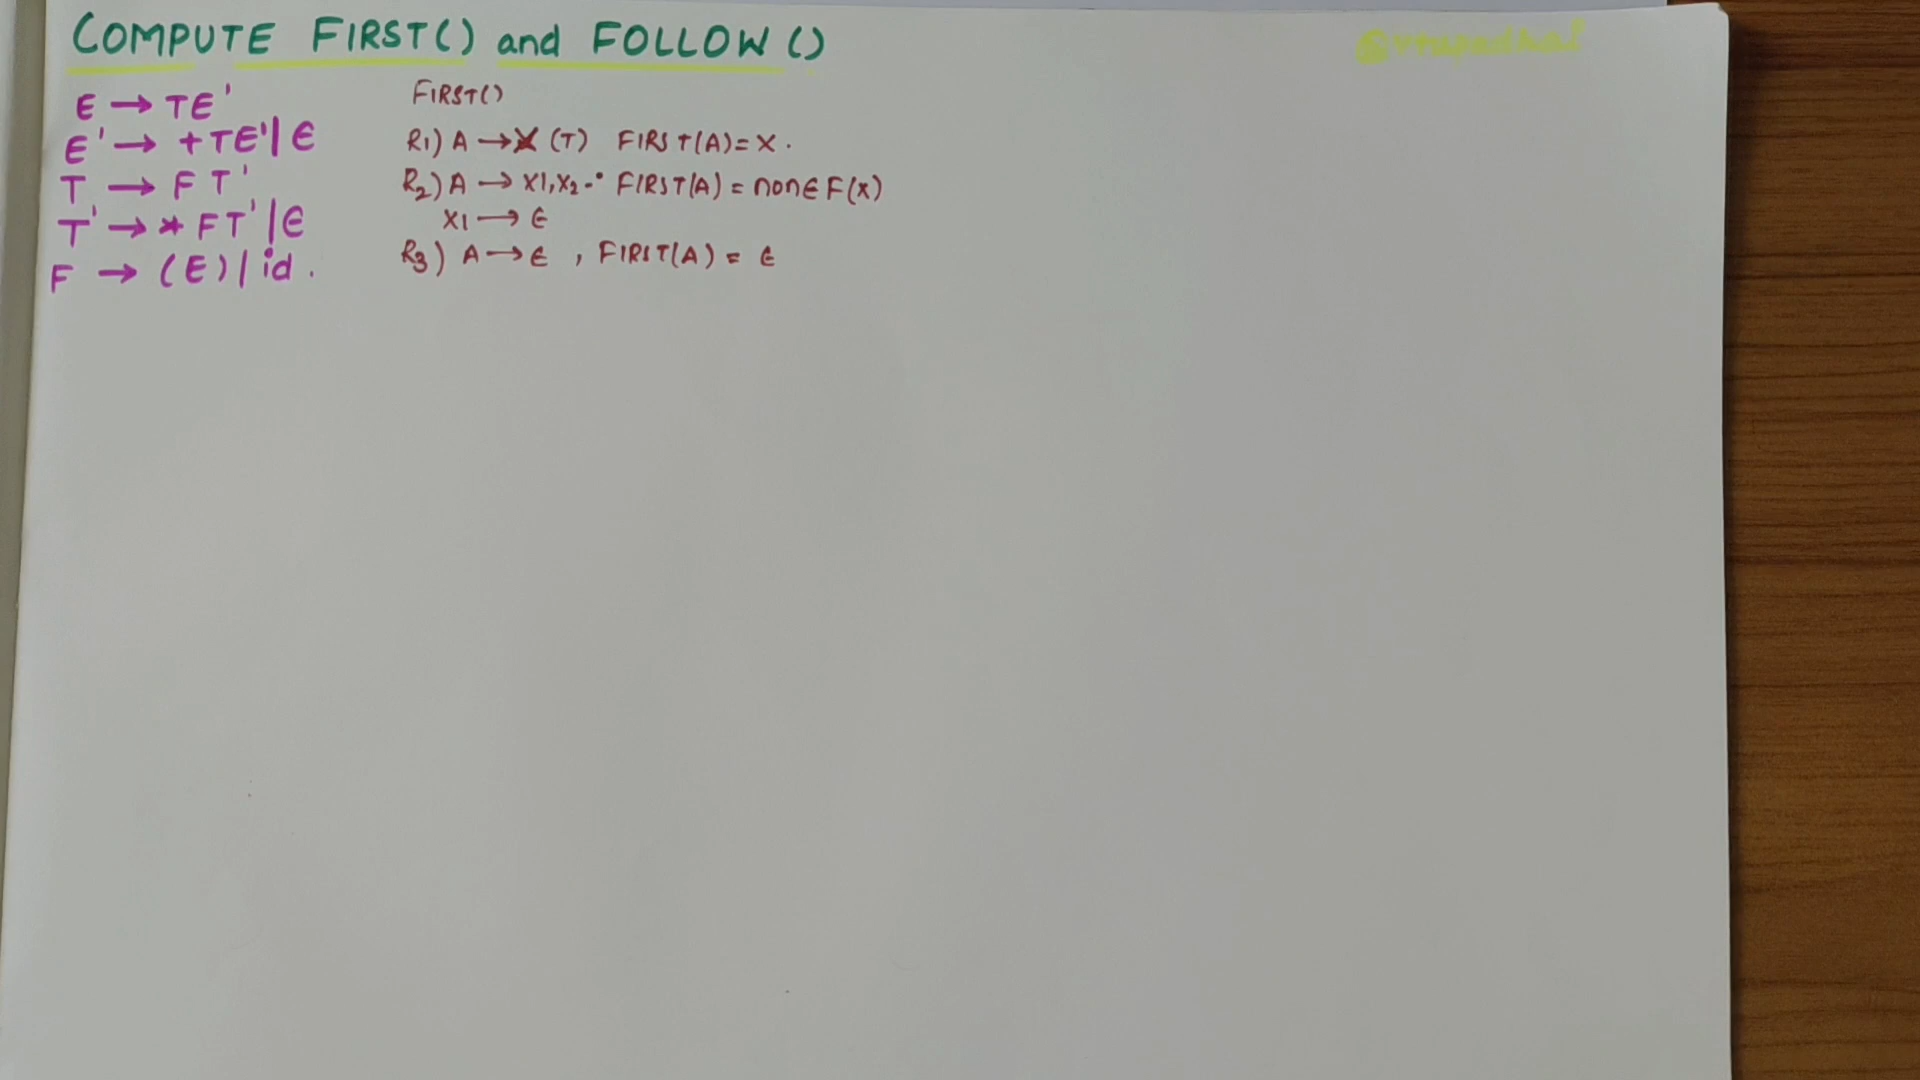 COMPUTE FIRST() and FOLLOW()
E → TE'
E' → +TE'|ϵ
T → FT'
T' → *FT'|ϵ
F → (E)|id.
FIRST()
R1) A → X (T) FIRST(A)=X.
R2) A → X1,X2-• FIRST(A) = nonϵ F(X)
X1 → ϵ
R3) A → ϵ , FIRST(A) = ϵ